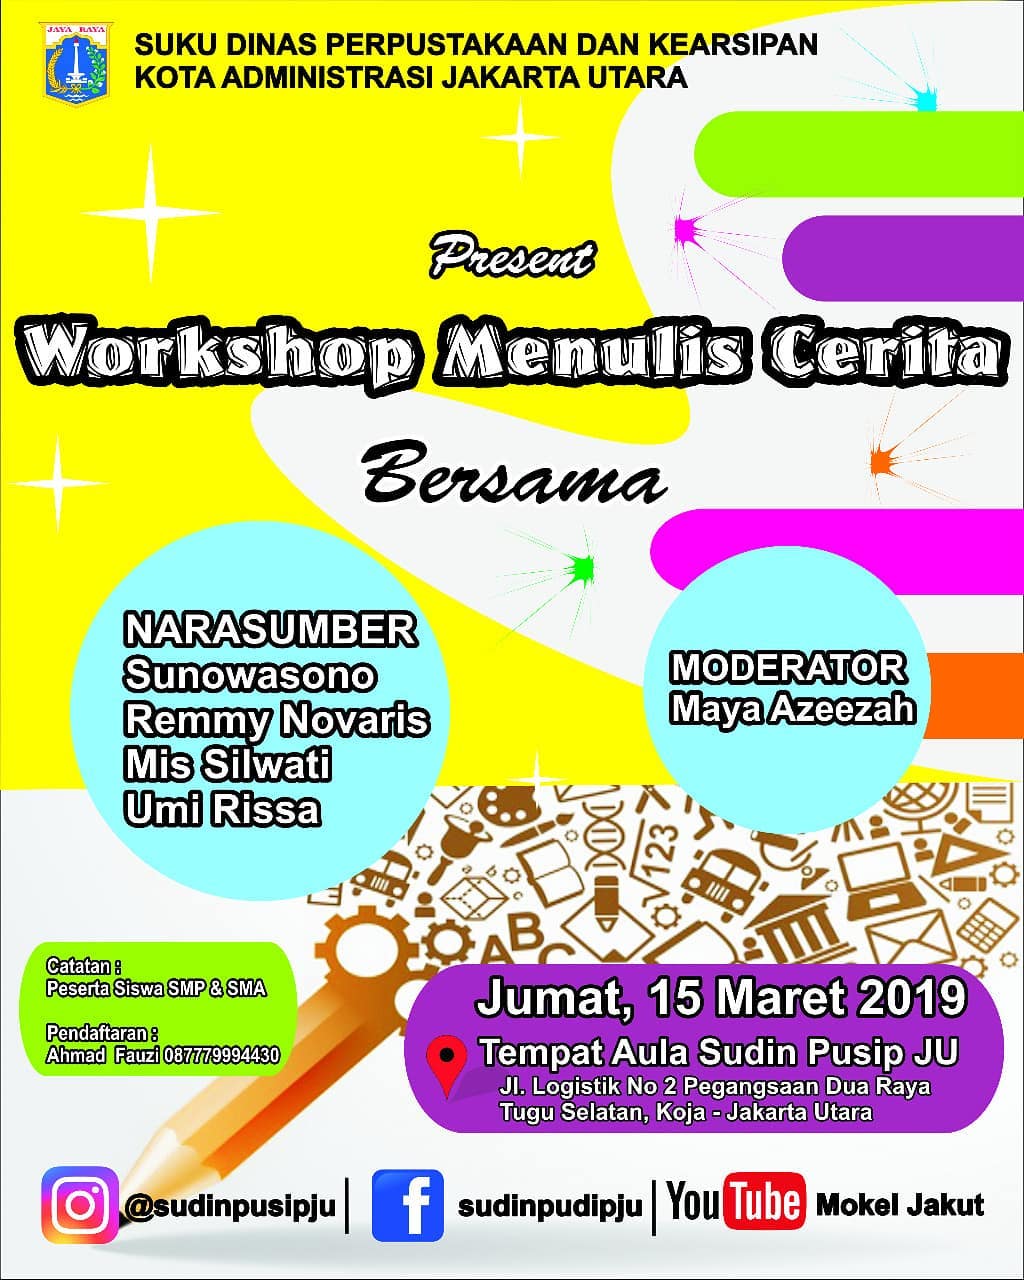 JAYA RAYA
SUKU DINAS PERPUSTAKAAN DAN KEARSIPAN
KOTA ADMINISTRASI JAKARTA UTARA
Present
Workshop Menulis Cerita
Bersama
NARASUMBER
Sunowasono
Remmy Novaris
Mis Silwati
Umi Rissa
MODERATOR
Maya Azeezah
123
ABC
Catatan :
Peserta Siswa SMP & SMA
Pendaftaran :
Ahmad Fauzi 087779994430
Jumat, 15 Maret 2019
Tempat Aula Sudin Pusip JU
Jl. Logistik No 2 Pegangsaan Dua Raya
Tugu Selatan, Koja - Jakarta Utara
@sudinpusipju|
sudinpudipju|
YouTube Mokel Jakut